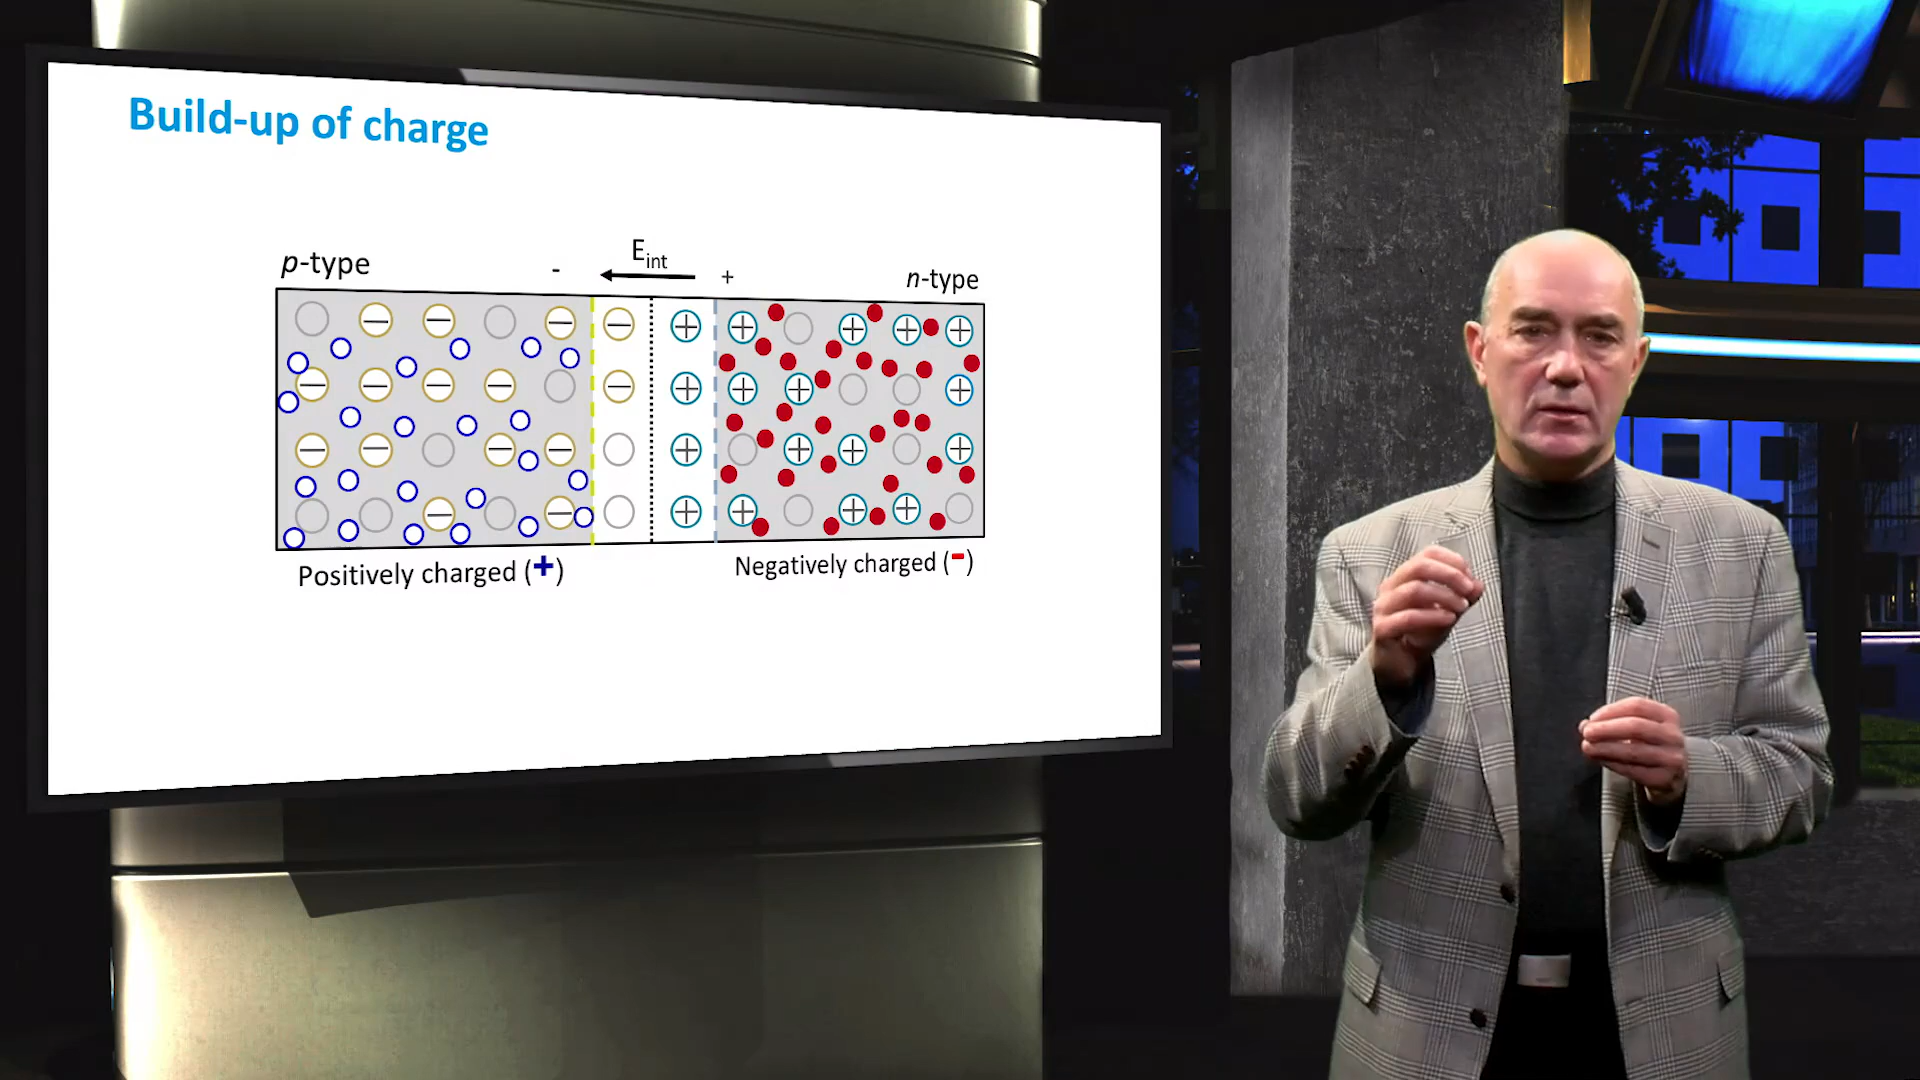 Build-up of charge
p-type
-
E_int
+
n-type
Positively charged (+)
Negatively charged (-)